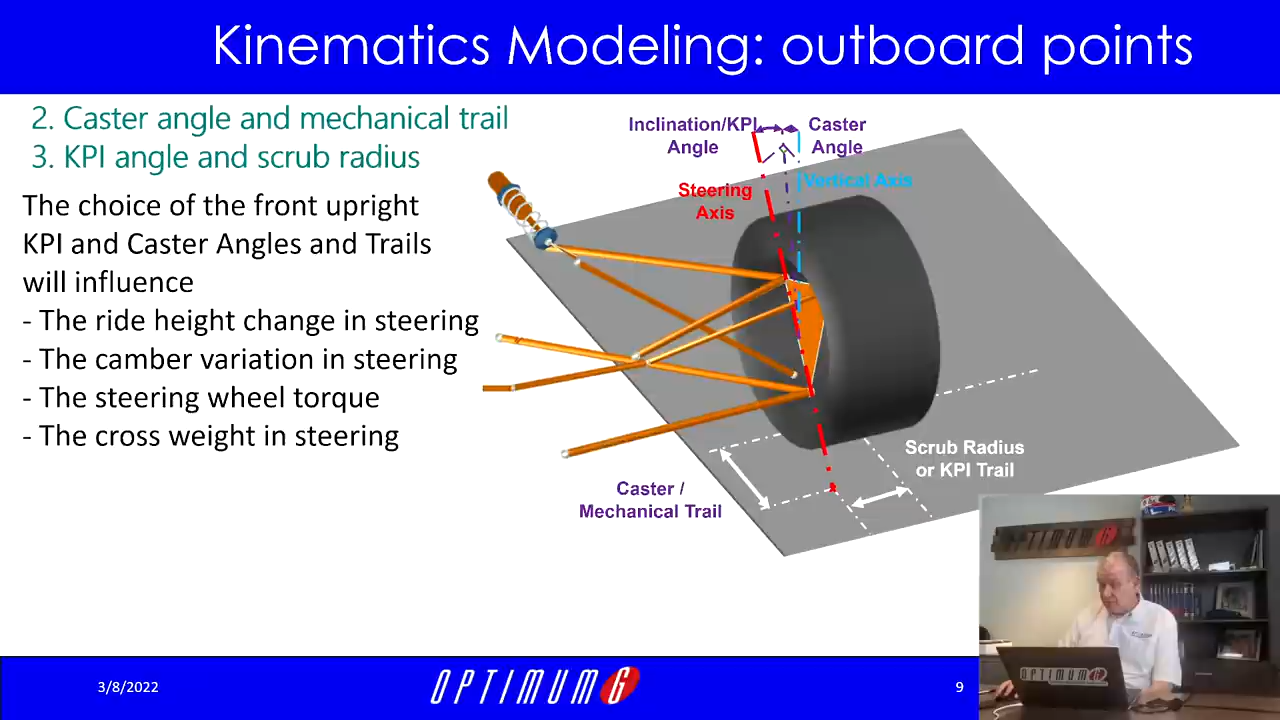 Kinematics Modeling: outboard points
2. Caster angle and mechanical trail
3. KPI angle and scrub radius
The choice of the front upright
KPI and Caster Angles and Trails
will influence
- The ride height change in steering
- The camber variation in steering
- The steering wheel torque
- The cross weight in steering
Inclination/KPI
Angle
Caster
Angle
Steering
Axis
Vertical Axis
Scrub Radius
or KPI Trail
Caster /
Mechanical Trail
OPTIMUMG
OPTIMUMG
3/8/2022
OPTIMUMG
9